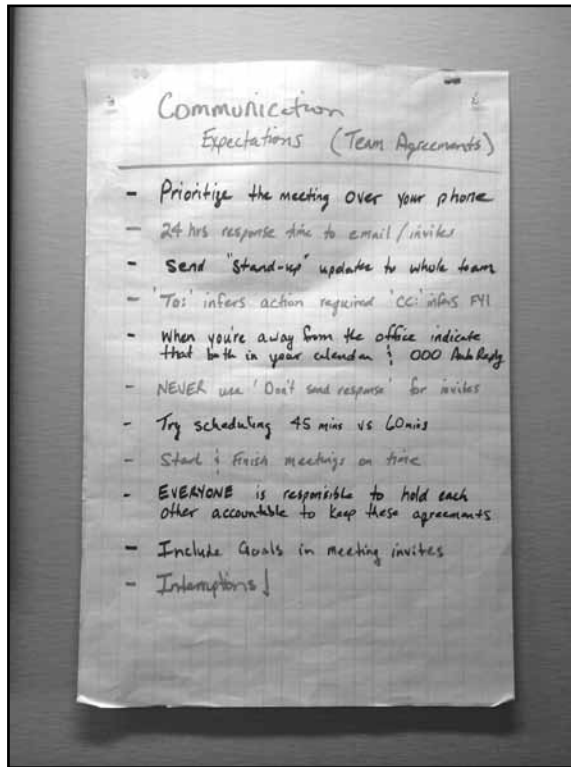 Communication
Expectations (Team Agreements)
- Prioritize the meeting over your phone
- 24 hrs response time to email/invites
- Send "Stand-up" updates to whole team
- 'To:' infers action required 'cc:' infers FYI
- When you're away from the office indicate
that both in your calendar & OOO Auto Reply
- NEVER use 'Don't send response' for invites
- Try scheduling 45 mins vs 60mins
- Start & Finish meetings on time
- EVERYONE is responsible to hold each
other accountable to keep these agreements
- Include Goals in meeting invites
- Interruptions ↓